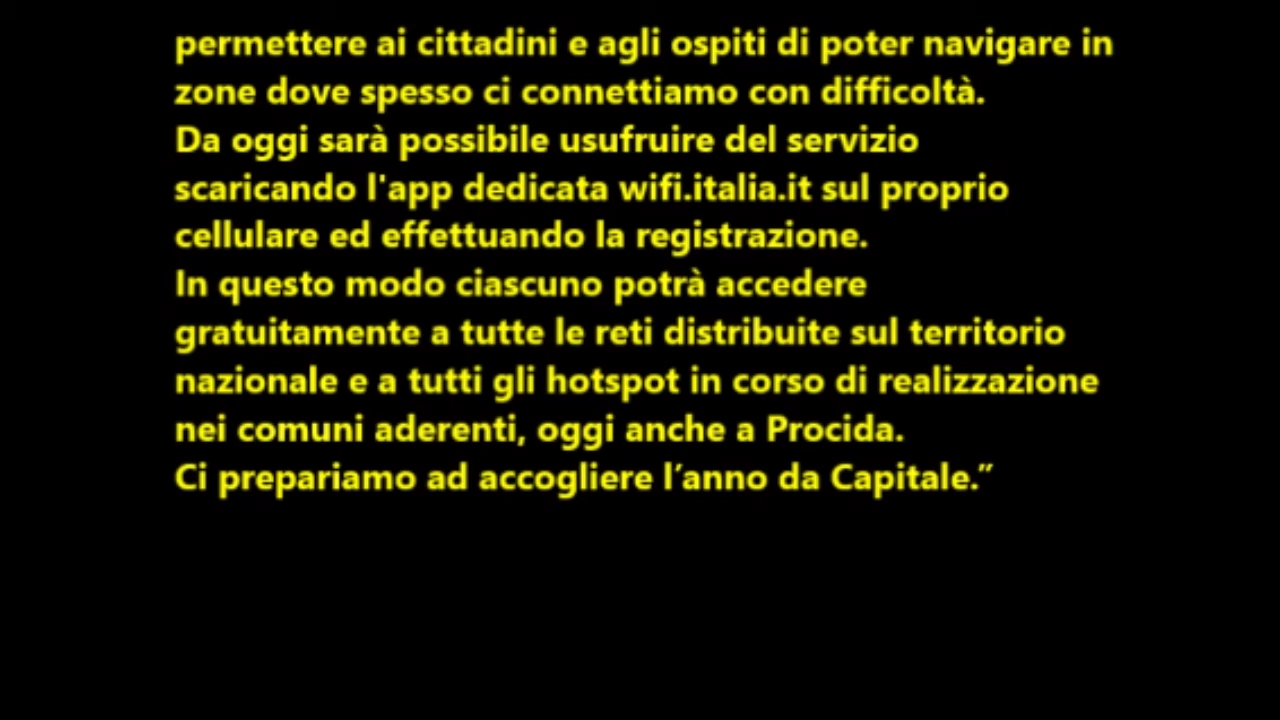 permettere ai cittadini e agli ospiti di poter navigare in
zone dove spesso ci connettiamo con difficoltà.
Da oggi sarà possibile usufruire del servizio
scaricando l'app dedicata wifi.italia.it sul proprio
cellulare ed effettuando la registrazione.
In questo modo ciascuno potrà accedere
gratuitamente a tutte le reti distribuite sul territorio
nazionale e a tutti gli hotspot in corso di realizzazione
nei comuni aderenti, oggi anche a Procida.
Ci prepariamo ad accogliere l’anno da Capitale.”